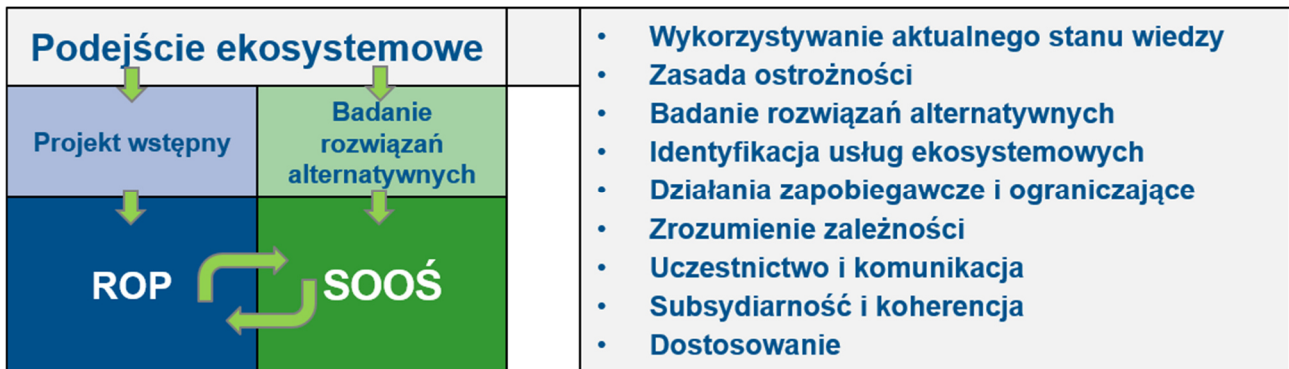 Podejście ekosystemowe
Projekt wstępny
Badanie
rozwiązań
alternatywnych
ROP
SOOŚ
• Wykorzystywanie aktualnego stanu wiedzy
• Zasada ostrożności
• Badanie rozwiązań alternatywnych
• Identyfikacja usług ekosystemowych
• Działania zapobiegawcze i ograniczające
• Zrozumienie zależności
• Uczestnictwo i komunikacja
• Subsydiarność i koherencja
• Dostosowanie